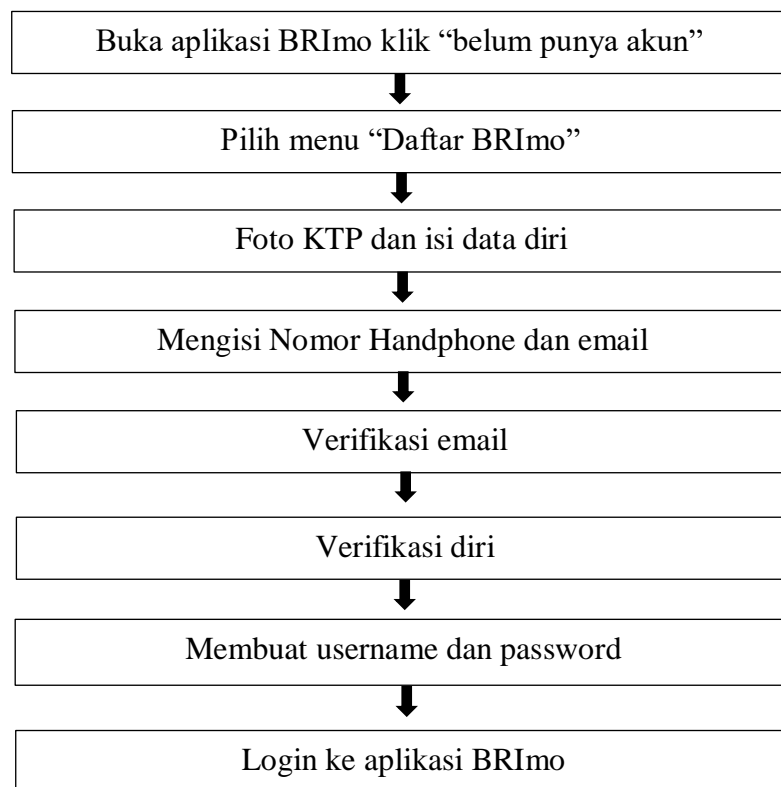 Buka aplikasi BRImo klik “belum punya akun”
Pilih menu “Daftar BRImo”
Foto KTP dan isi data diri
Mengisi Nomor Handphone dan email
Verifikasi email
Verifikasi diri
Membuat username dan password
Login ke aplikasi BRImo